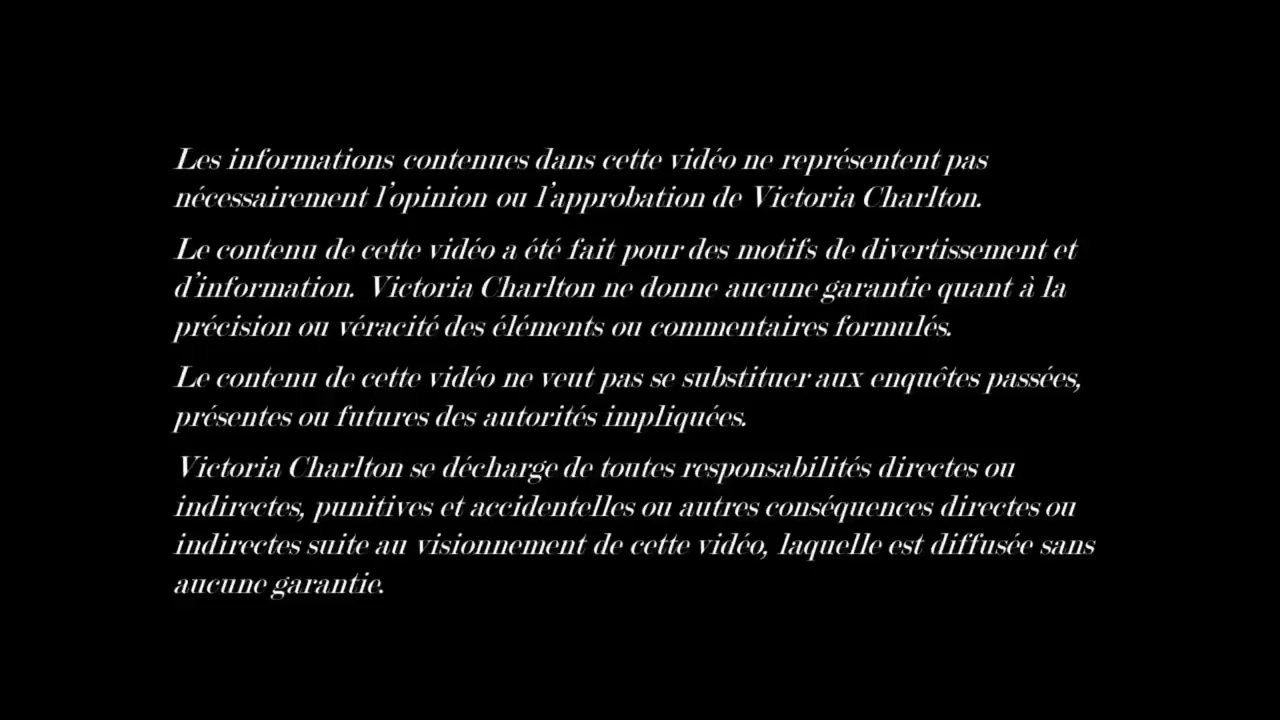 Les informations contenues dans cette vidéo ne représentent pas
nécessairement l'opinion ou l'approbation de Victoria Charlton.
Le contenu de cette vidéo a été fait pour des motifs de divertissement et
d'information. Victoria Charlton ne donne aucune garantie quant à la
précision ou véracité des éléments ou commentaires formulés.
Le contenu de cette vidéo ne veut pas se substituer aux enquêtes passées,
présentes ou futures des autorités impliquées.
Victoria Charlton se décharge de toutes responsabilités directes ou
indirectes, punitives et accidentelles ou autres conséquences directes ou
indirectes suite au visionnement de cette vidéo, laquelle est diffusée sans
aucune garantie.